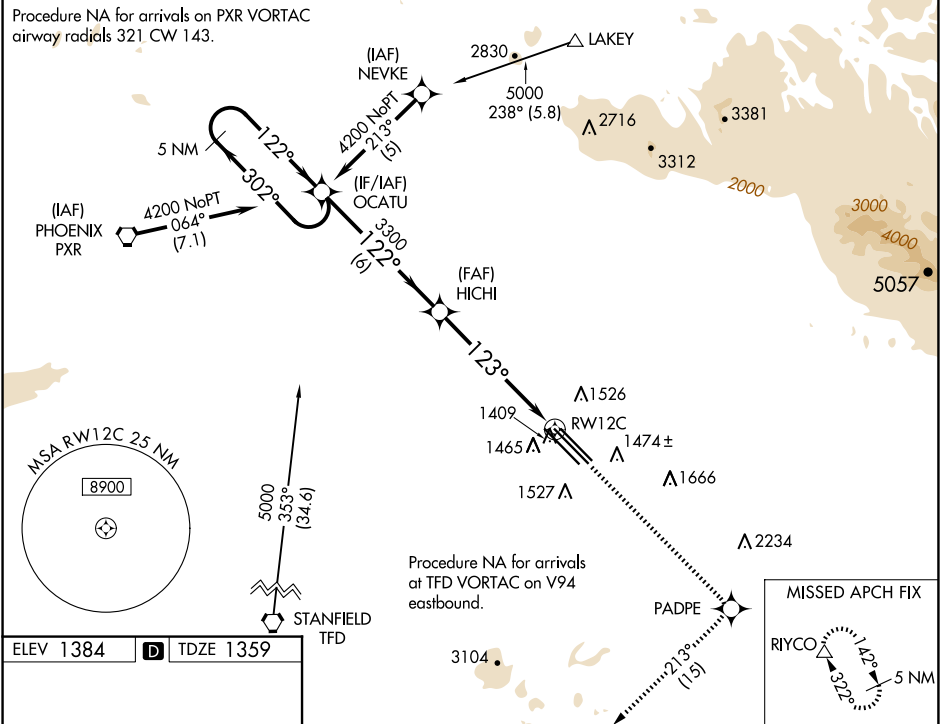 Procedure NA for arrivals on PXR VORTAC
airway radials 321 CW 143.
(IAF)
NEVKE
2830
LAKEY
5000
238° (5.8)
4200 NoPT
213°
(5)
2716
3381
3312
2000
3000
4000
5057
5 NM
122°
302°
(IF/IAF)
OCATU
(IAF)
PHOENIX
PXR
4200 NoPT
064°
(7.1)
3300
122°
(6)
(FAF)
HICHI
123°
1526
1409
RW12C
1465
1474±
1527
1666
2234
MSA RW12C 25 NM
8900
5000
353°
(34.6)
STANFIELD
TFD
Procedure NA for arrivals
at TFD VORTAC on V94
eastbound.
PADPE
213°
(15)
3104
MISSED APCH FIX
RIYCO
142°
322°
5 NM
ELEV 1384 D TDZE 1359